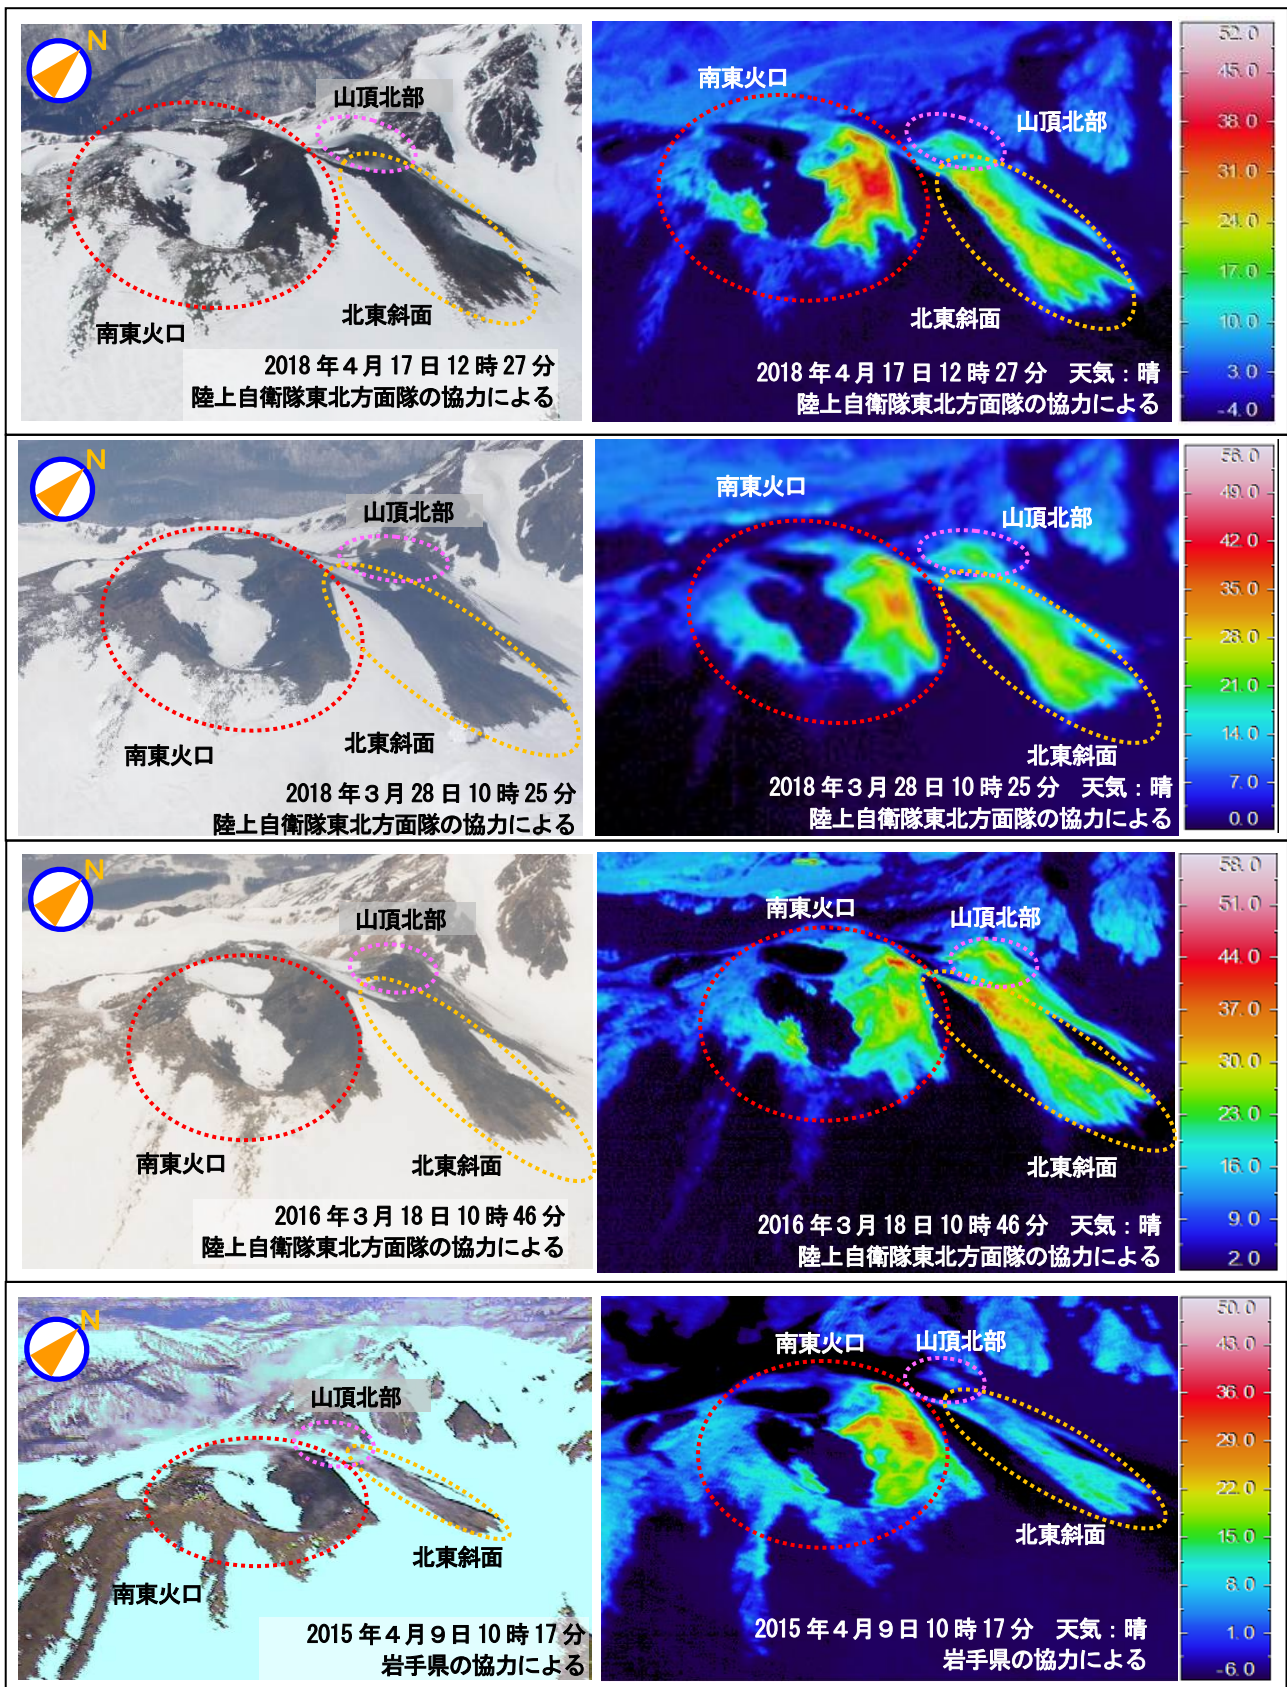 N
山頂北部
南東火口
北東斜面
2018年4月17日12時27分
陸上自衛隊東北方面隊の協力による
南東火口
山頂北部
北東斜面
2018年4月17日12時27分　天気：晴
陸上自衛隊東北方面隊の協力による
52.0
45.0
38.0
31.0
24.0
17.0
10.0
3.0
-4.0
N
山頂北部
南東火口
北東斜面
2018年３月28日10時25分
陸上自衛隊東北方面隊の協力による
南東火口
山頂北部
北東斜面
2018年３月28日10時25分　天気：晴
陸上自衛隊東北方面隊の協力による
56.0
49.0
42.0
35.0
28.0
21.0
14.0
7.0
0.0
N
山頂北部
南東火口
北東斜面
2016年３月18日10時46分
陸上自衛隊東北方面隊の協力による
南東火口
山頂北部
北東斜面
2016年３月18日10時46分　天気：晴
陸上自衛隊東北方面隊の協力による
58.0
51.0
44.0
37.0
30.0
23.0
16.0
9.0
2.0
N
山頂北部
南東火口
北東斜面
2015年４月９日10時17分
岩手県の協力による
南東火口
山頂北部
北東斜面
2015年４月９日10時17分　天気：晴
岩手県の協力による
50.0
43.0
36.0
29.0
22.0
15.0
8.0
1.0
-6.0